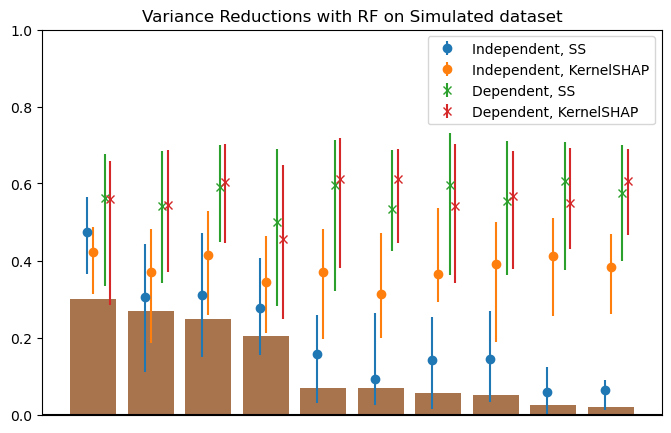 Variance Reductions with RF on Simulated dataset
1.0
0.8
0.6
0.4
0.2
0.0
Independent, SS
Independent, KernelSHAP
Dependent, SS
Dependent, KernelSHAP